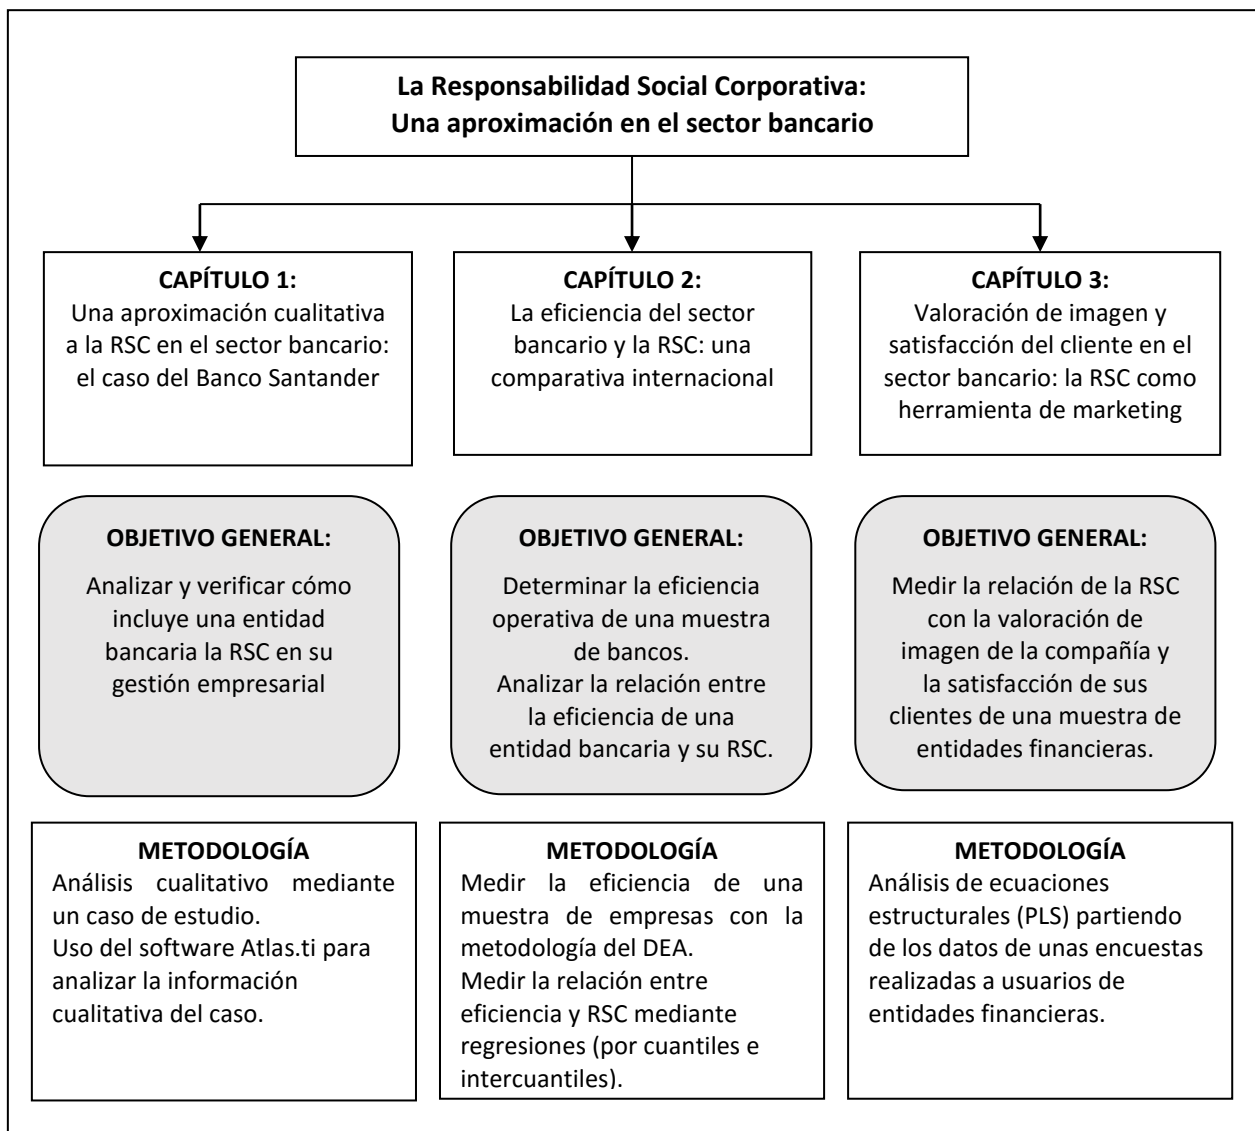 La Responsabilidad Social Corporativa:
Una aproximación en el sector bancario
CAPÍTULO 1:
Una aproximación cualitativa
a la RSC en el sector bancario:
el caso del Banco Santander
CAPÍTULO 2:
La eficiencia del sector
bancario y la RSC: una
comparativa internacional
CAPÍTULO 3:
Valoración de imagen y
satisfacción del cliente en el
sector bancario: la RSC como
herramienta de marketing
OBJETIVO GENERAL:
Analizar y verificar cómo
incluye una entidad
bancaria la RSC en su
gestión empresarial
OBJETIVO GENERAL:
Determinar la eficiencia
operativa de una muestra
de bancos.
Analizar la relación entre
la eficiencia de una
entidad bancaria y su RSC.
OBJETIVO GENERAL:
Medir la relación de la RSC
con la valoración de
imagen de la compañía y
la satisfacción de sus
clientes de una muestra de
entidades financieras.
METODOLOGÍA
Análisis cualitativo mediante
un caso de estudio.
Uso del software Atlas.ti para
analizar la información
cualitativa del caso.
METODOLOGÍA
Medir la eficiencia de una
muestra de empresas con la
metodología del DEA.
Medir la relación entre
eficiencia y RSC mediante
regresiones (por cuantiles e
intercuantiles).
METODOLOGÍA
Análisis de ecuaciones
estructurales (PLS) partiendo
de los datos de unas encuestas
realizadas a usuarios de
entidades financieras.